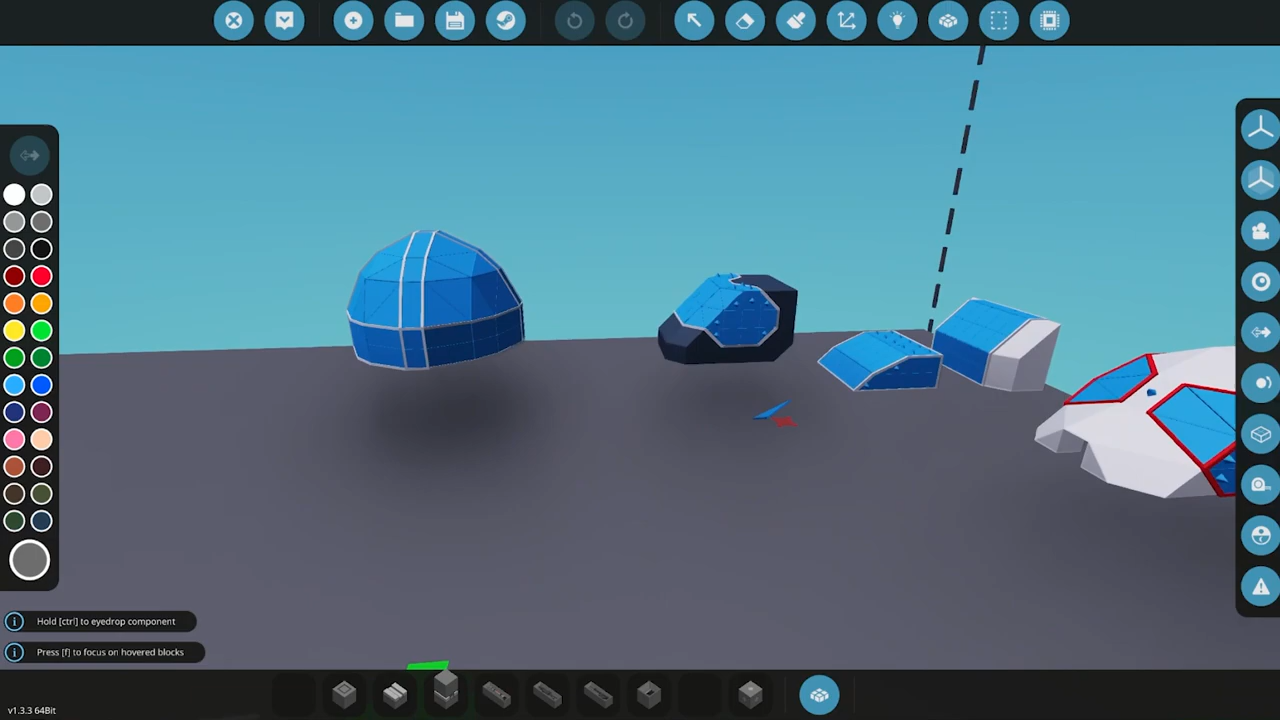 Hold [ctrl] to eyedrop component
Press [f] to focus on hovered blocks
v1.3.3 64Bit